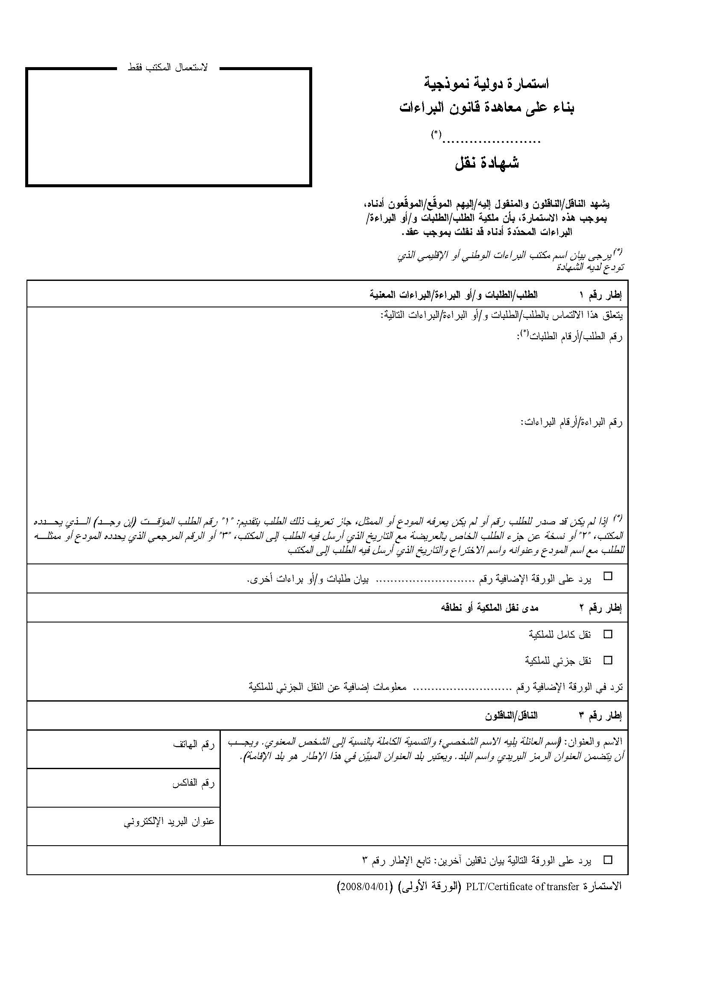 لاستعمال المكتب فقط
استمارة دولية نموذجية
بناء على معاهدة قانون البراءات
......................(*)
شهادة نقل
يشهد الناقل/الناقلون والمنقول إليه/إليهم الموقّع/الموقّعون أدناه،
بموجب هذه الاستمارة، بأن ملكية الطلب/الطلبات و/أو البراءة/
البراءات المحدّدة أدناه قد نقلت بموجب عقد.
(*)يرجى بيان اسم مكتب البراءات الوطني أو الإقليمي الذي
تودع لديه الشهادة
إطار رقم ١ الطلب/الطلبات و/أو البراءة/البراءات المعنية
يتعلق هذا الالتماس بالطلب/الطلبات و/أو البراءة/البراءات التالية:
رقم الطلب/أرقام الطلبات(*):
رقم البراءة/أرقام البراءات:
(*) إذا لم يكن قد صدر للطلب رقم أو لم يكن يعرفه المودع أو الممثل، جاز تعريف ذلك الطلب بتقديم: "١" رقم الطلب المؤقـــت (إن وجـــد) الـــذي يحـــدده
المكتب، "٢" أو نسخة عن جزء الطلب الخاص بالعريضة مع التاريخ الذي أرسل فيه الطلب إلى المكتب، "٣" أو الرقم المرجعي الذي يحدده المودع أو ممثلـــه
للطلب مع اسم المودع وعنوانه واسم الاختراع والتاريخ الذي أرسل فيه الطلب إلى المكتب
☐ يرد على الورقة الإضافية رقم ........................... بيان طلبات و/أو براءات أخرى.
إطار رقم ٢ مدى نقل الملكية أو نطاقه
☐ نقل كامل للملكية
☐ نقل جزئي للملكية
ترد في الورقة الإضافية رقم ........................... معلومات إضافية عن النقل الجزئي للملكية
إطار رقم ٣ الناقل/الناقلون
الاسم والعنوان: (اسم العائلة يليه الاسم الشخصي؛ والتسمية الكاملة بالنسبة إلى الشخص المعنوي. ويجـــب
أن يتضمن العنوان الرمز البريدي واسم البلد. ويعتبر بلد العنوان المبيّن في هذا الإطار هو بلد الإقامة).
رقم الهاتف
رقم الفاكس
عنوان البريد الإلكتروني
☐ يرد على الورقة التالية بيان ناقلين آخرين: تابع الإطار رقم ٣
الاستمارة PLT/Certificate of transfer (الورقة الأولى) (2008/04/01)